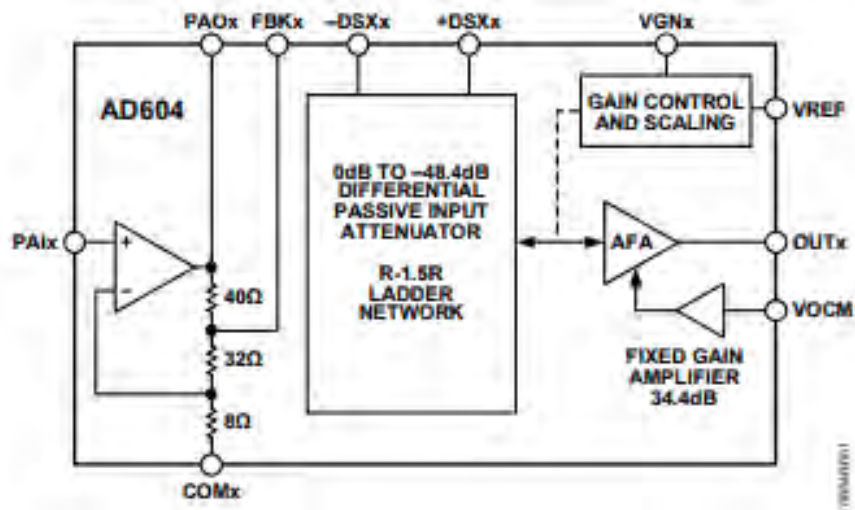 PAOx FBKx –DSXx +DSXx VGNx
AD604
GAIN CONTROL
AND SCALING
VREF
0dB TO –48.4dB
DIFFERENTIAL
PASSIVE INPUT
ATTENUATOR
R-1.5R
LADDER
NETWORK
PAIx
+
–
AFA
OUTx
VOCM
40Ω
32Ω
8Ω
FIXED GAIN
AMPLIFIER
34.4dB
COMx